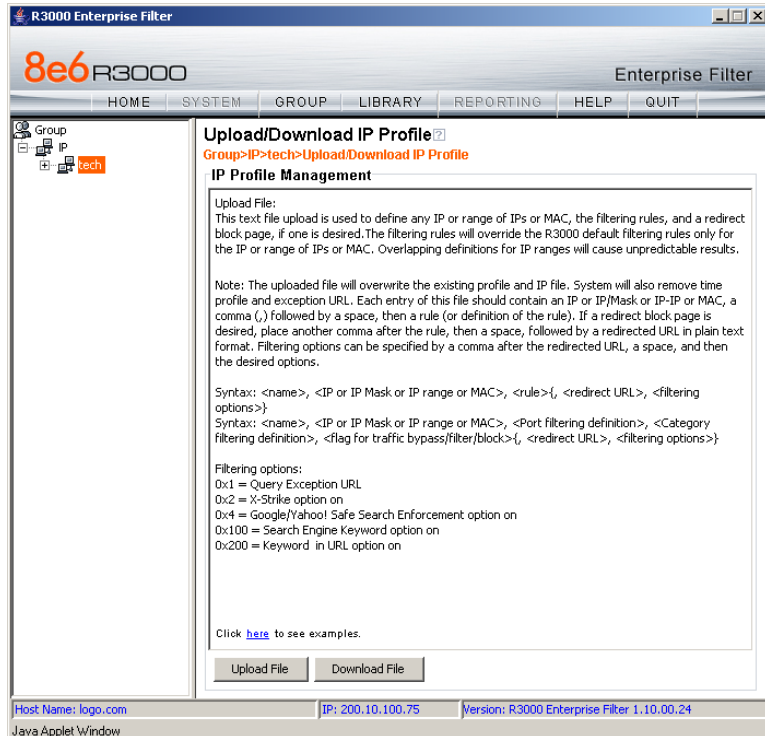 R3000 Enterprise Filter
8e6 R3000
Enterprise Filter
HOME SYSTEM GROUP LIBRARY REPORTING HELP QUIT
Group
IP
tech
Upload/Download IP Profile?
Group>IP>tech>Upload/Download IP Profile
IP Profile Management
Upload File:
This text file upload is used to define any IP or range of IPs or MAC, the filtering rules, and a redirect
block page, if one is desired.The filtering rules will override the R3000 default filtering rules only for
the IP or range of IPs or MAC. Overlapping definitions for IP ranges will cause unpredictable results.
Note: The uploaded file will overwrite the existing profile and IP file. System will also remove time
profile and exception URL. Each entry of this file should contain an IP or IP/Mask or IP-IP or MAC, a
comma (,) followed by a space, then a rule (or definition of the rule). If a redirect block page is
desired, place another comma after the rule, then a space, followed by a redirected URL in plain text
format. Filtering options can be specified by a comma after the redirected URL, a space, and then
the desired options.
Syntax: <name>, <IP or IP Mask or IP range or MAC>, <rule>{, <redirect URL>, <filtering
options>}
Syntax: <name>, <IP or IP Mask or IP range or MAC>, <Port filtering definition>, <Category
filtering definition>, <flag for traffic bypass/filter/block>{, <redirect URL>, <filtering options>}
Filtering options:
0x1 = Query Exception URL
0x2 = X-Strike option on
0x4 = Google/Yahoo! Safe Search Enforcement option on
0x100 = Search Engine Keyword option on
0x200 = Keyword in URL option on
Click here to see examples.
Upload File
Download File
Host Name: logo.com
IP: 200.10.100.75
Version: R3000 Enterprise Filter 1.10.00.24
Java Applet Window